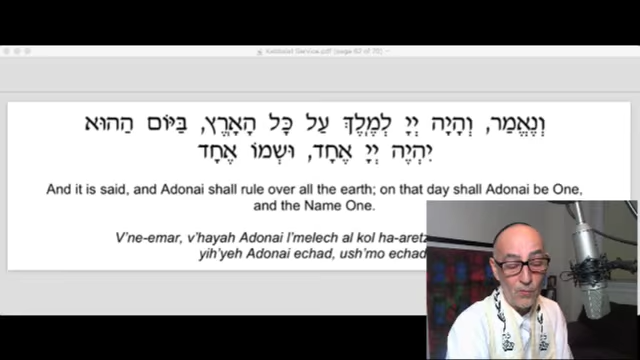 Kabbalat Service.pdf (page 62 of 70)
וְנֶאֱמַר, וְהָיָה יְיָ לְמֶלֶךְ עַל כָּל הָאָרֶץ, בַּיּוֹם הַהוּא
יִהְיֶה יְיָ אֶחָד, וּשְׁמוֹ אֶחָד
And it is said, and Adonai shall rule over all the earth; on that day shall Adonai be One,
and the Name One.
V'ne-emar, v'hayah Adonai l'melech al kol ha-aretz
yih'yeh Adonai echad, ush'mo echad